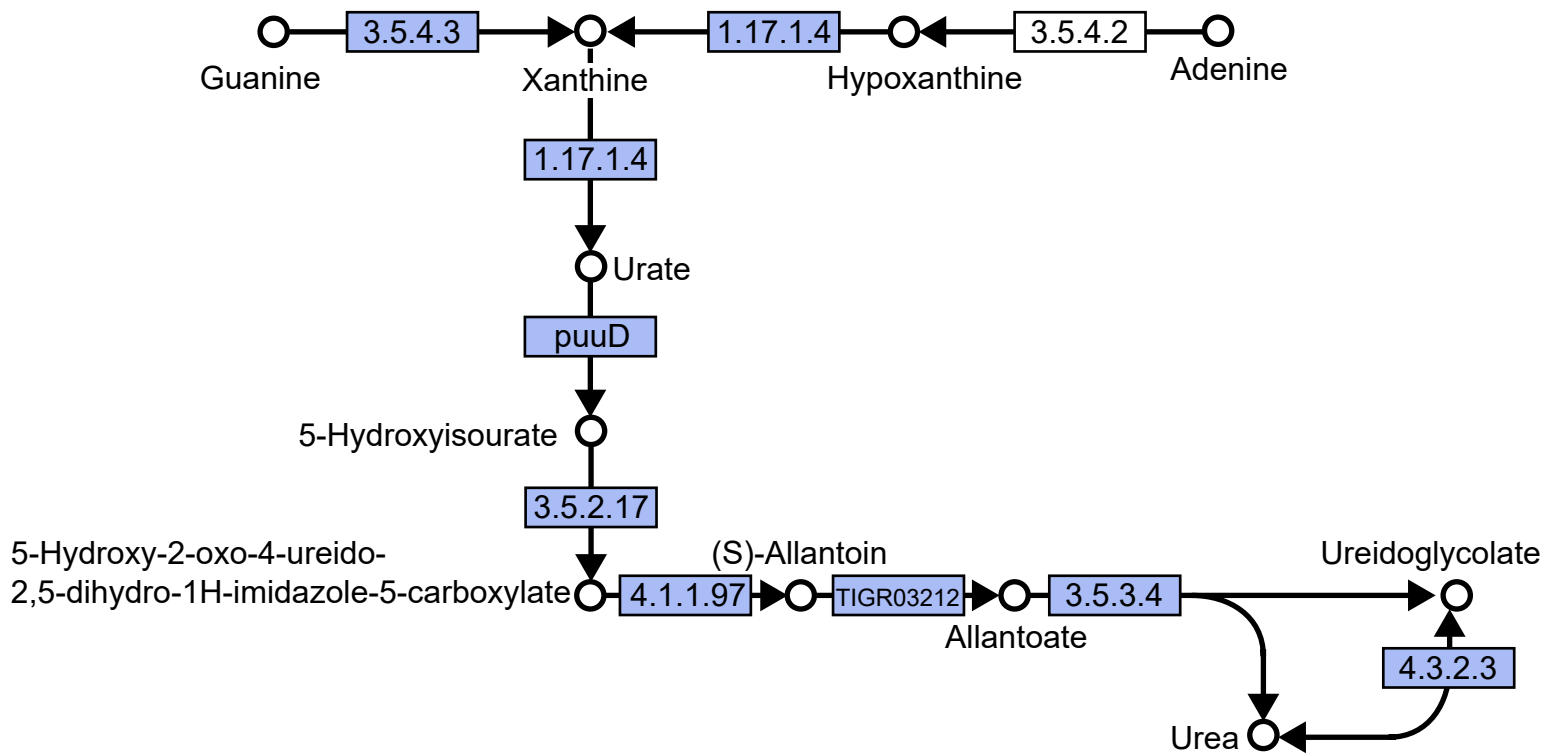 3.5.4.3
1.17.1.4
3.5.4.2
Guanine
Xanthine
Hypoxanthine
Adenine
1.17.1.4
Urate
puuD
5-Hydroxyisourate
3.5.2.17
5-Hydroxy-2-oxo-4-ureido-
2,5-dihydro-1H-imidazole-5-carboxylate
(S)-Allantoin
Ureidoglycolate
4.1.1.97
TIGR03212
3.5.3.4
Allantoate
4.3.2.3
Urea